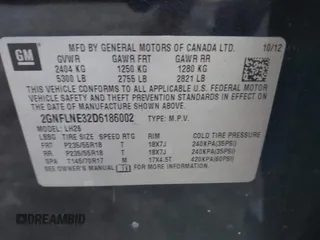 GM
MFD BY GENERAL MOTORS OF CANADA LTD. 10/12
GVWR GAWR FRT GAWR RR
2404 KG 1250 KG 1280 KG
5300 LB 2755 LB 2821 LB
THIS VEHICLE CONFORMS TO ALL APPLICABLE U.S. FEDERAL MOTOR
VEHICLE SAFETY AND THEFT PREVENTION STANDARDS IN EFFECT ON
THE DATE OF MANUFACTURE SHOWN ABOVE.
2GNFLNE32D6186002 TYPE: M.P.V.
MODEL: LH26
TIRE SIZE SPEED RTG RIM COLD TIRE PRESSURE
FRT P235/55R18 T 18X7J 240KPA(35PSI)
RR P235/55R18 T 18X7J 240KPA(35PSI)
SPA T145/70R17 M 17X4.5T 420KPA(60PSI)
SEE OWNER'S MANUAL FOR MORE INFORMATION.
DREAMBID